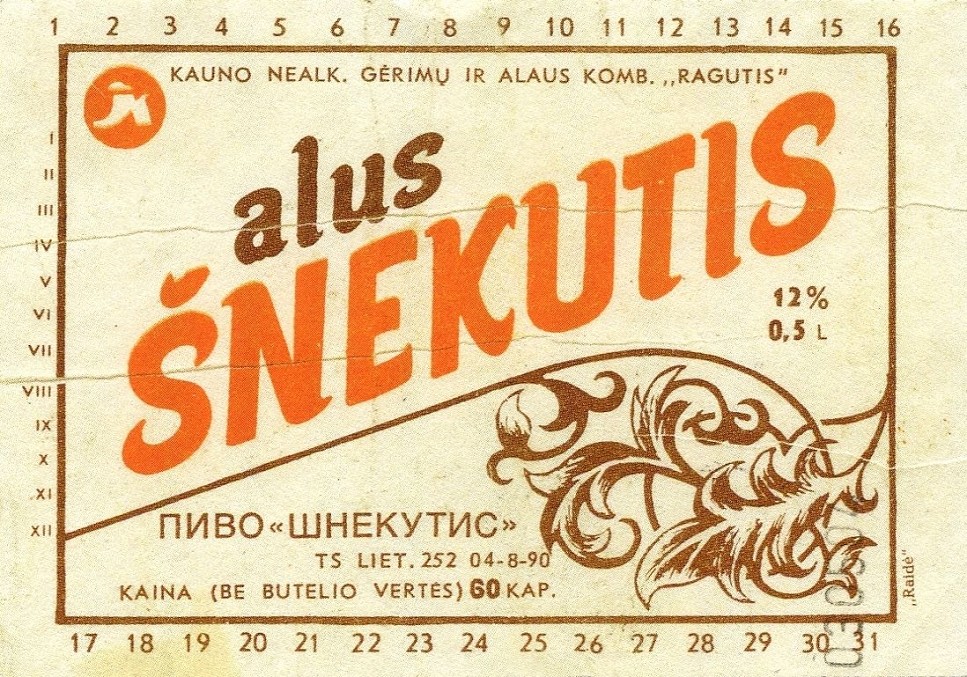 1 2 3 4 5 6 7 8 9 10 11 12 13 14 15 16
KAUNO NEALK. GĖRIMŲ IR ALAUS KOMB. „RAGUTIS"
alus
ŠNEKUTIS
12%
0,5 L
I
II
III
IV
V
VI
VII
VIII
IX
X
XI
XII
ПИВО «ШНЕКУТИС»
TS LIET. 252 04-8-90
KAINA (BE BUTELIO VERTĖS) 60 KAP.
„Raidė"
17 18 19 20 21 22 23 24 25 26 27 28 29 30 31